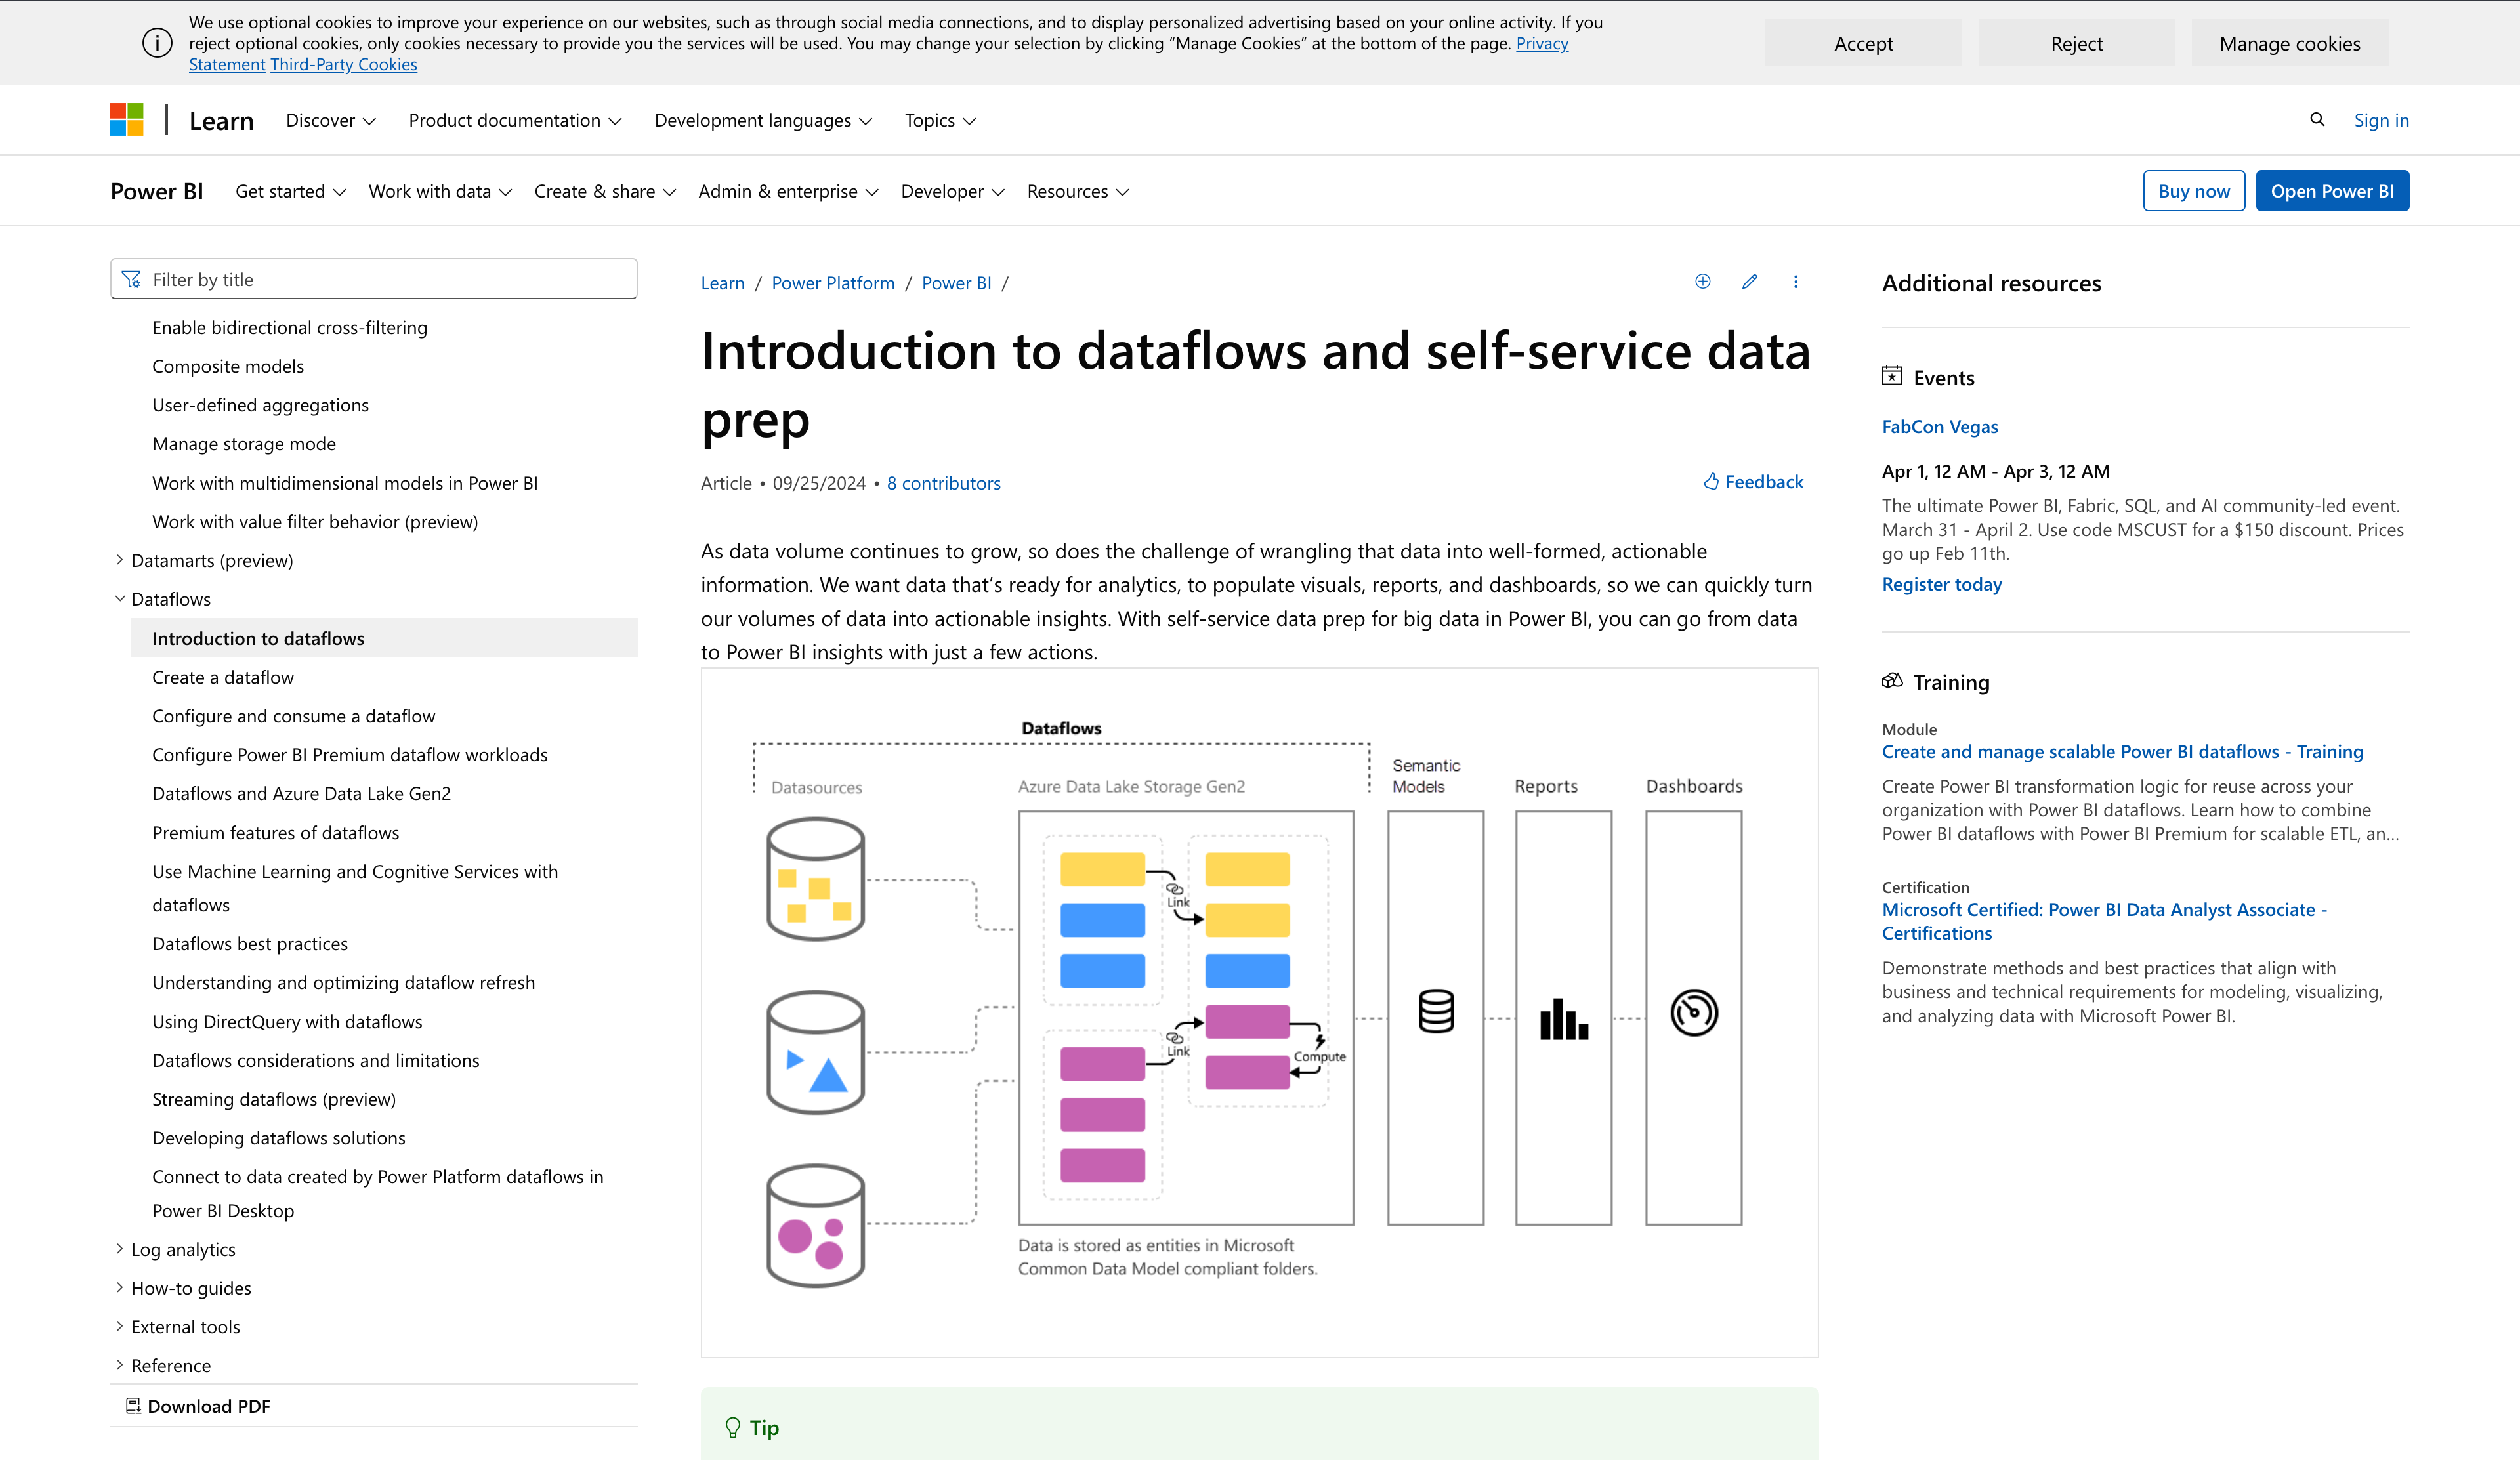 We use optional cookies to improve your experience on our websites, such as through social media connections, and to display personalized advertising based on your online activity. If you
reject optional cookies, only cookies necessary to provide you the services will be used. You may change your selection by clicking “Manage Cookies” at the bottom of the page. Privacy
Statement Third-Party Cookies
Accept
Reject
Manage cookies
Learn
Discover
Product documentation
Development languages
Topics
Sign in
Power BI
Get started
Work with data
Create & share
Admin & enterprise
Developer
Resources
Buy now
Open Power BI
Filter by title
Enable bidirectional cross-filtering
Composite models
User-defined aggregations
Manage storage mode
Work with multidimensional models in Power BI
Work with value filter behavior (preview)
Datamarts (preview)
Dataflows
Introduction to dataflows
Create a dataflow
Configure and consume a dataflow
Configure Power BI Premium dataflow workloads
Dataflows and Azure Data Lake Gen2
Premium features of dataflows
Use Machine Learning and Cognitive Services with
dataflows
Dataflows best practices
Understanding and optimizing dataflow refresh
Using DirectQuery with dataflows
Dataflows considerations and limitations
Streaming dataflows (preview)
Developing dataflows solutions
Connect to data created by Power Platform dataflows in
Power BI Desktop
Log analytics
How-to guides
External tools
Reference
Download PDF
Learn / Power Platform / Power BI /
Introduction to dataflows and self-service data
prep
Article • 09/25/2024 • 8 contributors
Feedback
As data volume continues to grow, so does the challenge of wrangling that data into well-formed, actionable
information. We want data that’s ready for analytics, to populate visuals, reports, and dashboards, so we can quickly turn
our volumes of data into actionable insights. With self-service data prep for big data in Power BI, you can go from data
to Power BI insights with just a few actions.
Dataflows
Datasources
Azure Data Lake Storage Gen2
Semantic
Models
Reports
Dashboards
Link
Link
Compute
Data is stored as entities in Microsoft
Common Data Model compliant folders.
Tip
Additional resources
Events
FabCon Vegas
Apr 1, 12 AM - Apr 3, 12 AM
The ultimate Power BI, Fabric, SQL, and AI community-led event.
March 31 - April 2. Use code MSCUST for a $150 discount. Prices
go up Feb 11th.
Register today
Training
Module
Create and manage scalable Power BI dataflows - Training
Create Power BI transformation logic for reuse across your
organization with Power BI dataflows. Learn how to combine
Power BI dataflows with Power BI Premium for scalable ETL, an...
Certification
Microsoft Certified: Power BI Data Analyst Associate -
Certifications
Demonstrate methods and best practices that align with
business and technical requirements for modeling, visualizing,
and analyzing data with Microsoft Power BI.